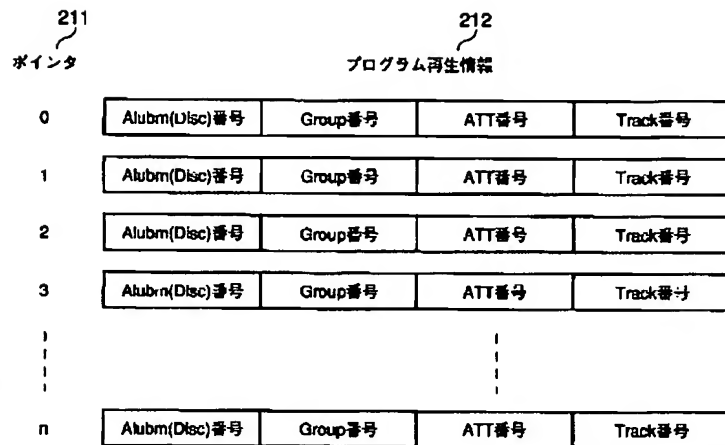 211 212
ポインタ プログラム再生情報
0 Alubm(Disc)番号 Group番号 ATT番号 Track番号
1 Alubm(Disc)番号 Group番号 ATT番号 Track番号
2 Alubm(Disc)番号 Group番号 ATT番号 Track番号
3 Alubm(Disc)番号 Group番号 ATT番号 Track番号
n Alubm(Disc)番号 Group番号 ATT番号 Track番号